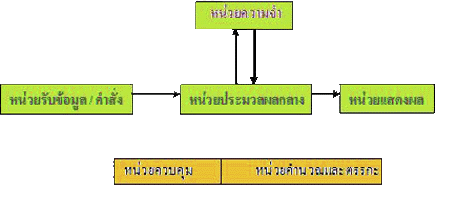 หน่วยความจำ
หน่วยรับข้อมูล / คำสั่ง
หน่วยประมวลผลกลาง
หน่วยแสดงผล
หน่วยควบคุม
หน่วยคำนวณและตรรกะ